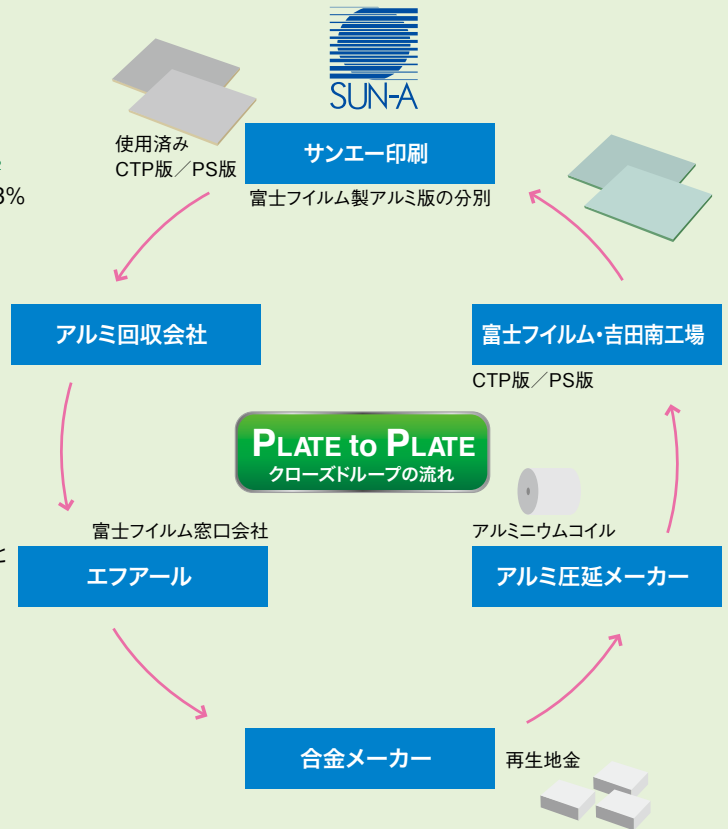 SUN-A
使用済み
CTP版／PS版
サンエー印刷
富士フイルム製アルミ版の分別
3%
アルミ回収会社
富士フイルム・吉田南工場
CTP版／PS版
PLATE to PLATE
クローズドループの流れ
富士フイルム窓口会社
アルミニウムコイル
と
エフアール
アルミ圧延メーカー
合金メーカー
再生地金